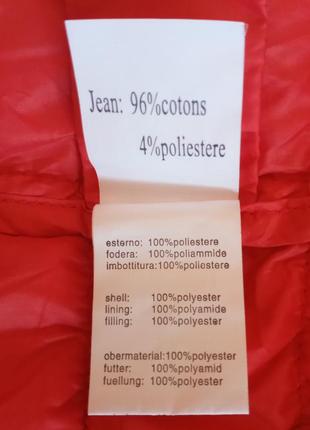 Jean: 96%cotons
4%poliestere
esterno: 100%poliestere
fodera: 100%poliammide
imbottitura:100%poliestere
shell: 100%polyester
lining: 100%polyamide
filling: 100%polyester
obermaterial:100%polyester
futter: 100%polyamid
fuellung: 100%polyester